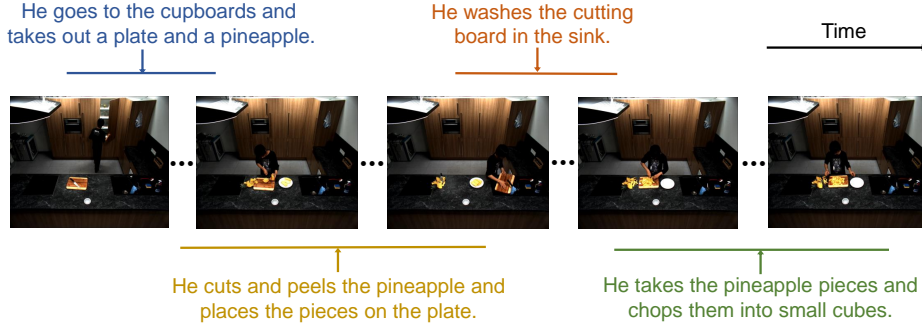 He goes to the cupboards and
takes out a plate and a pineapple.
He washes the cutting
board in the sink.
Time
He cuts and peels the pineapple and
places the pieces on the plate.
He takes the pineapple pieces and
chops them into small cubes.